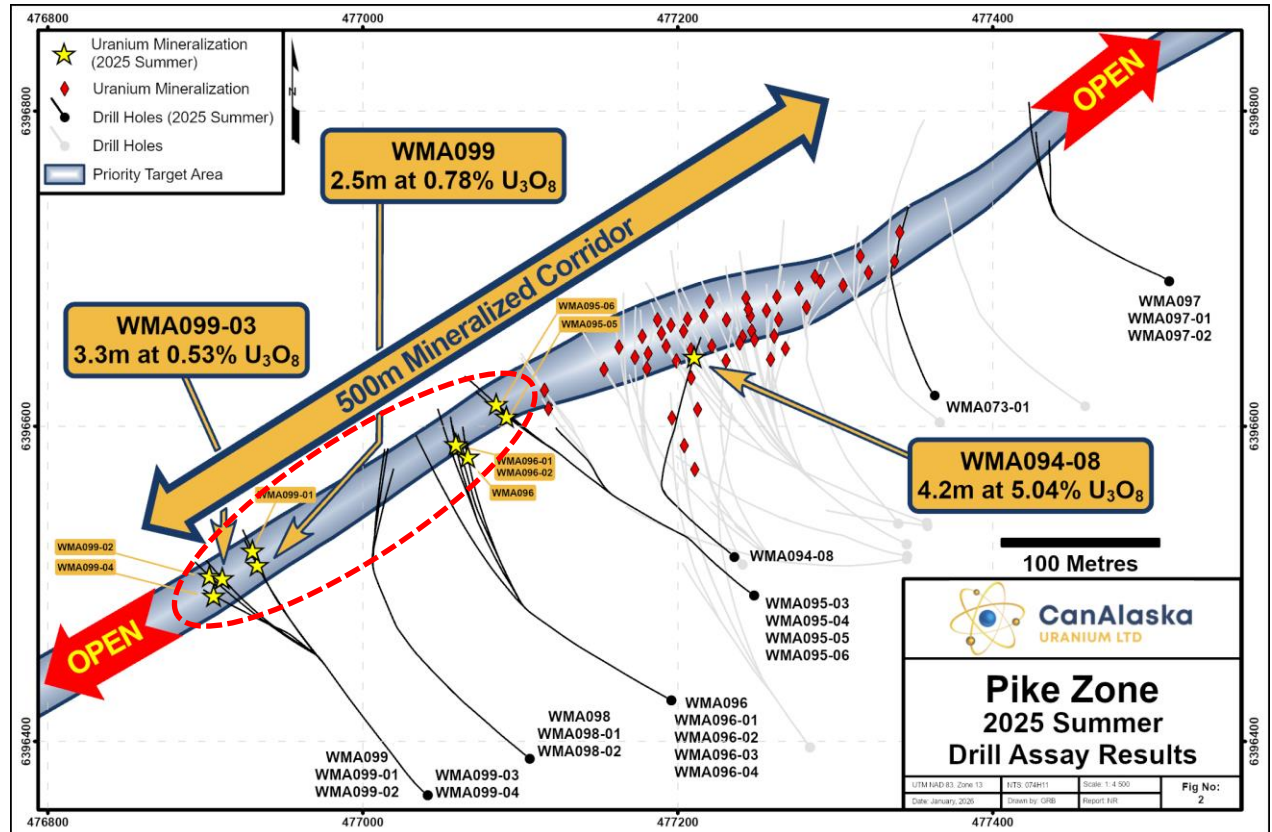 476800
477000
477200
477400
Uranium Mineralization
(2025 Summer)
Uranium Mineralization
Drill Holes (2025 Summer)
Drill Holes
Priority Target Area
N
OPEN
6396800
6396800
WMA099
2.5m at 0.78% U₃O₈
500m Mineralized Corridor
WMA099-03
3.3m at 0.53% U₃O₈
WMA095-06
WMA095-05
WMA097
WMA097-01
WMA097-02
WMA073-01
6396600
6396600
WMA096-01
WMA096-02
WMA096
WMA094-08
4.2m at 5.04% U₃O₈
WMA099-01
WMA099-02
WMA099-04
WMA094-08
100 Metres
WMA095-03
WMA095-04
WMA095-05
WMA095-06
OPEN
WMA096
WMA096-01
WMA096-02
WMA096-03
WMA096-04
WMA098
WMA098-01
WMA098-02
WMA099
WMA099-01
WMA099-02
WMA099-03
WMA099-04
6396400
6396400
CanAlaska
URANIUM LTD
Pike Zone
2025 Summer
Drill Assay Results
UTM NAD 83, Zone 13
NTS: 074H11
Scale: 1: 4 500
Fig No:
2
Date: January, 2026
Drawn by: GRB
Report: NR
476800
477000
477200
477400